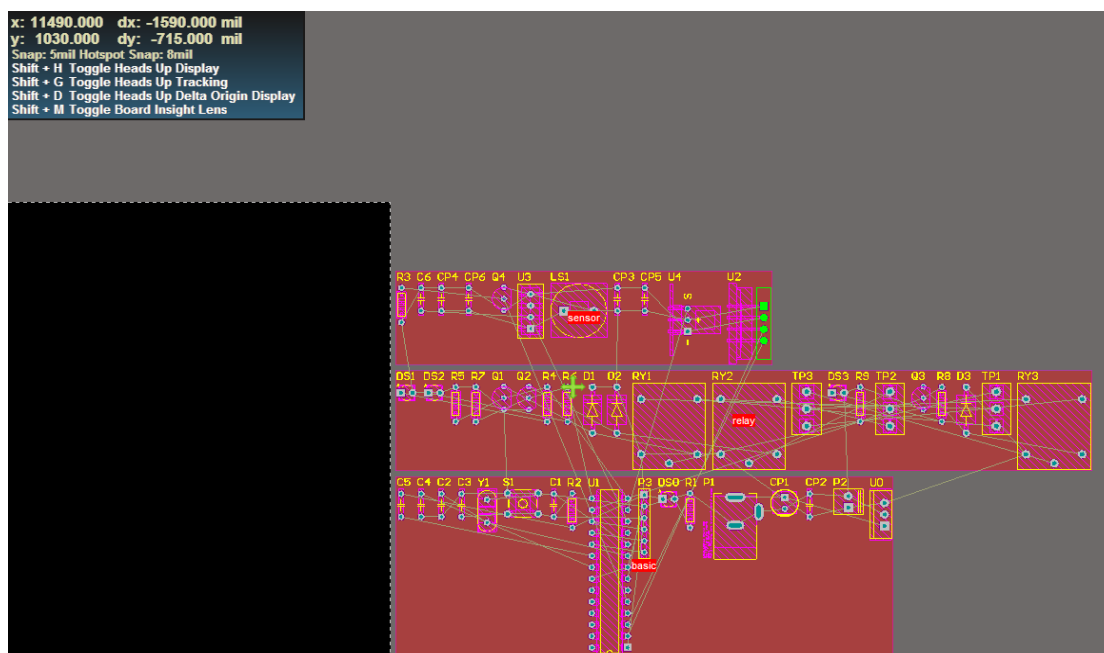 x: 11490.000 dx: -1590.000 mil
y: 1030.000 dy: -715.000 mil
Snap: 5mil Hotspot Snap: 8mil
Shift + H Toggle Heads Up Display
Shift + G Toggle Heads Up Tracking
Shift + D Toggle Heads Up Delta Origin Display
Shift + M Toggle Board Insight Lens
R3 C6 CP4 CP6 Q4 U3 LS1 CP3 CP5 U4 U2
S
+
-
sensor
DS1 DS2 R5 R7 Q1 Q2 R4 D1 D2 RY1 RY2 TP3 DS3 R9 TP2 Q3 R8 D3 TP1 RY3
relay
C5 C4 C2 C3 Y1 S1 C1 R2 U1 P3 DS0 R1 P1 CP1 CP2 P2 U0
basic